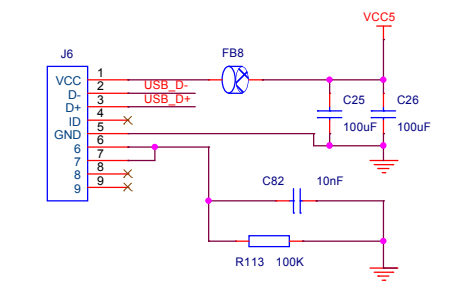 VCC5
J6
FB8
VCC 1
D- 2 USB_D-
D+ 3 USB_D+
ID 4
GND 5
6 6
7 7
8 8
9 9
C25
100uF
C26
100uF
C82 10nF
R113 100K